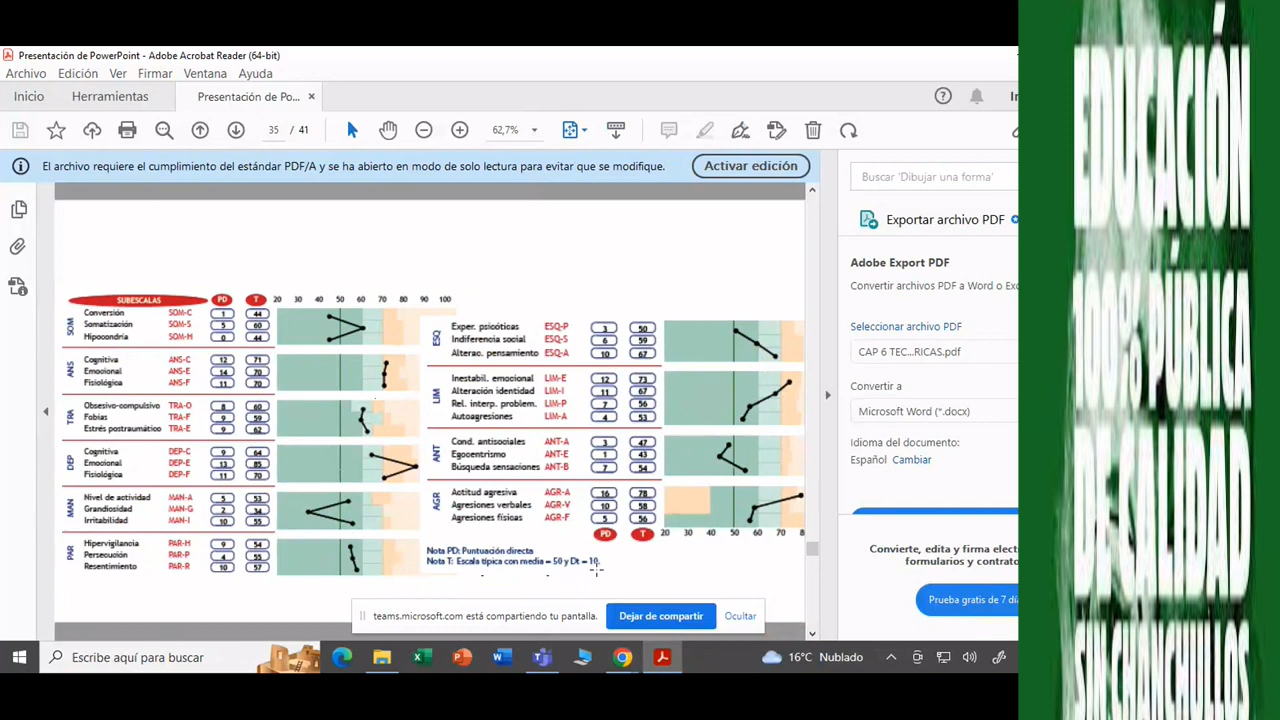 Presentación de PowerPoint - Adobe Acrobat Reader (64-bit)
Archivo Edición Ver Firmar Ventana Ayuda
Inicio Herramientas Presentación de Po... ×
35 / 41 62,7%
El archivo requiere el cumplimiento del estándar PDF/A y se ha abierto en modo de solo lectura para evitar que se modifique. Activar edición
Buscar 'Dibujar una forma'
Exportar archivo PDF
Adobe Export PDF
Convertir archivos PDF a Word o
Seleccionar archivo PDF
CAP 6 TEC...RICAS.pdf
Convertir a
Microsoft Word (*.docx)
Idioma del documento:
Español Cambiar
Convierte, edita y firma
formularios y
Prueba gratis de 7
SUBESCALAS PD T 20 30 40 50 60 70 80 90 100
SOM
Conversión SOM-C 1 44
Somatización SOM-S 5 60
Hipocondría SOM-H 0 44
ANS
Cognitiva ANS-C 12 71
Emocional ANS-E 14 70
Fisiológica ANS-F 11 70
TRA
Obsesivo-compulsivo TRA-O 8 60
Fobias TRA-F 9 59
Estrés postraumático TRA-E 9 62
DEP
Cognitiva DEP-C 9 64
Emocional DEP-E 13 85
Fisiológica DEP-F 11 70
MAN
Nivel de actividad MAN-A 5 53
Grandiosidad MAN-G 2 34
Irritabilidad MAN-I 10 55
PAR
Hipervigilancia PAR-H 9 54
Persecución PAR-P 4 55
Resentimiento PAR-R 10 57
ESQ
Exper. psicóticas ESQ-P 3 50
Indiferencia social ESQ-S 6 59
Alterac. pensamiento ESQ-A 10 67
LIM
Inestabil. emocional LIM-E 12 73
Alteración identidad LIM-I 11 67
Rel. interp. problem. LIM-P 7 56
Autoagresiones LIM-A 4 53
ANT
Cond. antisociales ANT-A 3 47
Egocentrismo ANT-E 1 43
Búsqueda sensaciones ANT-B 7 54
AGR
Actitud agresiva AGR-A 16 78
Agresiones verbales AGR-V 10 58
Agresiones físicas AGR-F 5 56
PD T 20 30 40 50 60 70 8
Nota PD: Puntuación directa
Nota T: Escala típica con media = 50 y Dt = 10.
teams.microsoft.com está compartiendo tu pantalla. Dejar de compartir Ocultar
Escribe aquí para buscar
16°C Nublado
EDUCACIÓN
100% PÚBLICA
DE SALIDAD
SIN CHANCHULLOS